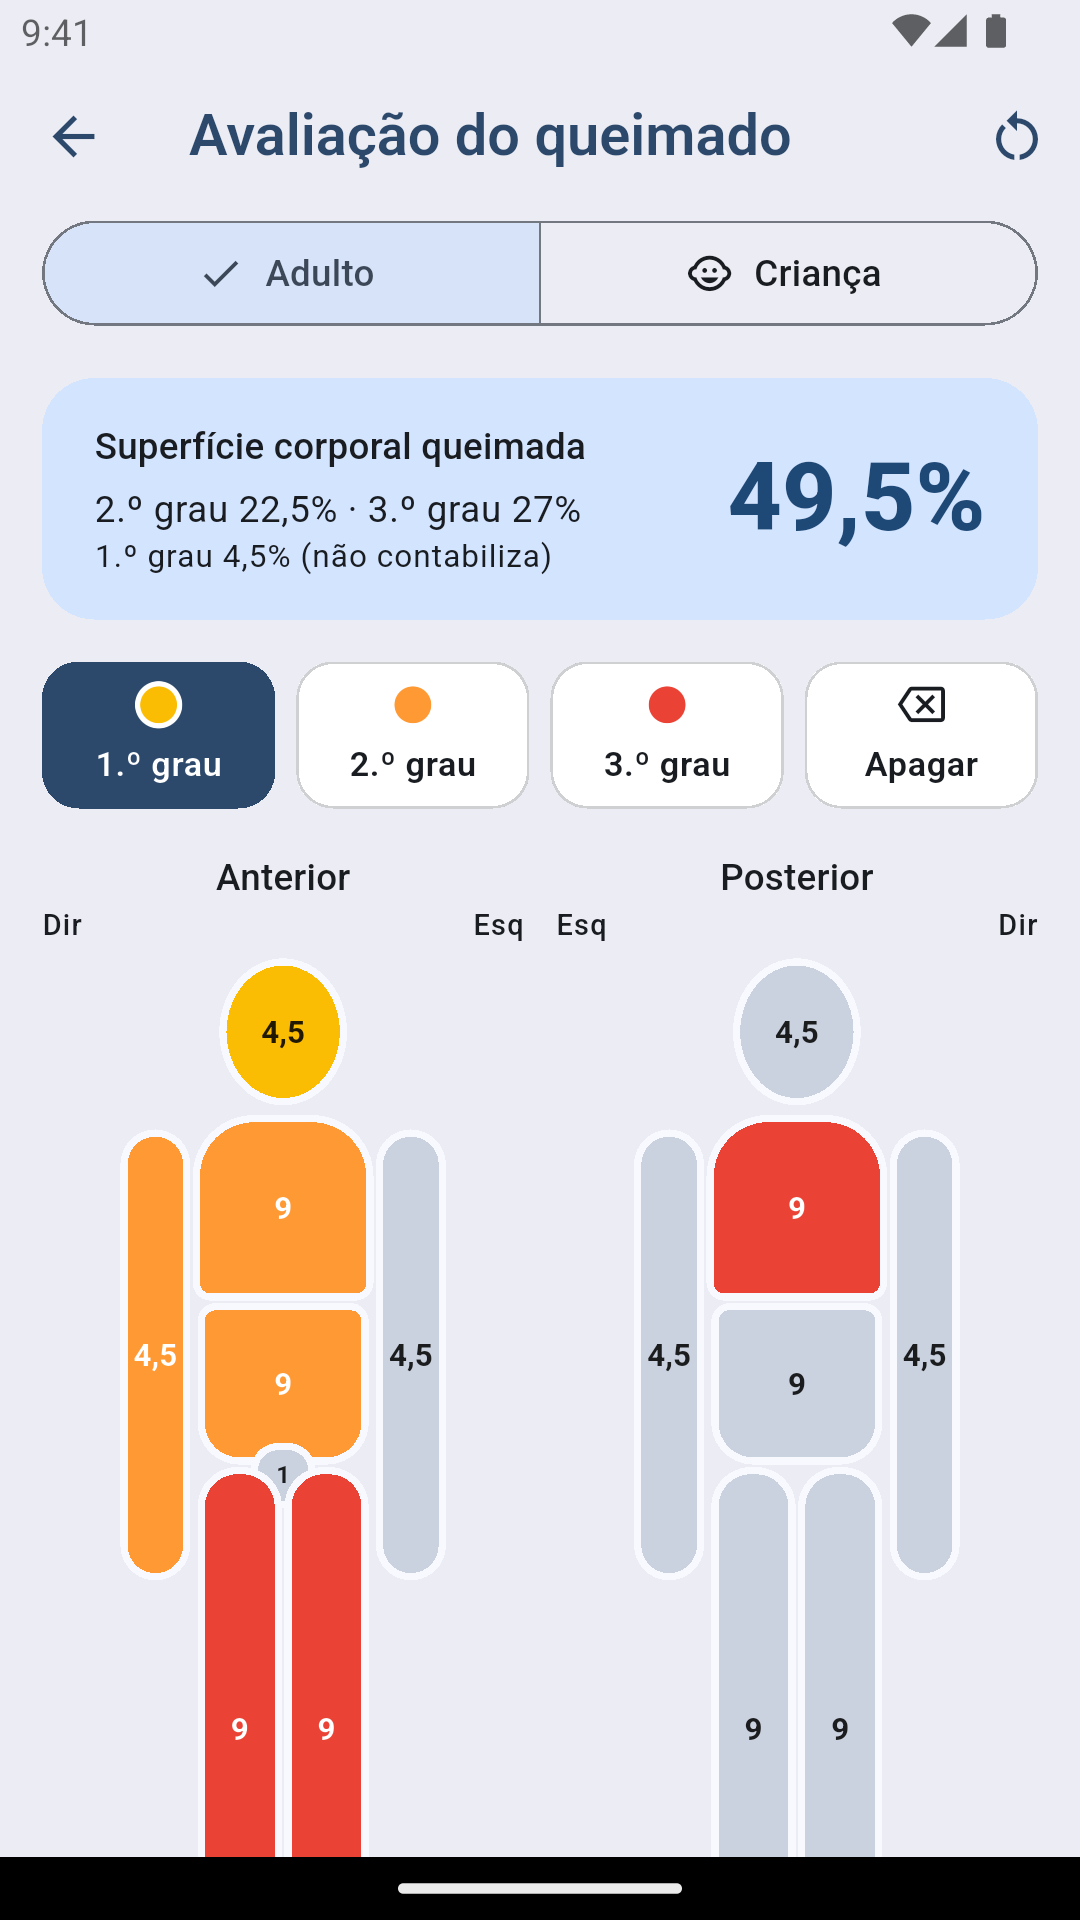 9:41
Avaliação do queimado
Adulto
Criança
Superfície corporal queimada
2.º grau 22,5% · 3.º grau 27%
1.º grau 4,5% (não contabiliza)
49,5%
1.º grau
2.º grau
3.º grau
Apagar
Anterior
Posterior
Dir
Esq
Esq
Dir
4,5
4,5
9
9
4,5
4,5
4,5
4,5
9
9
1
9
9
9
9